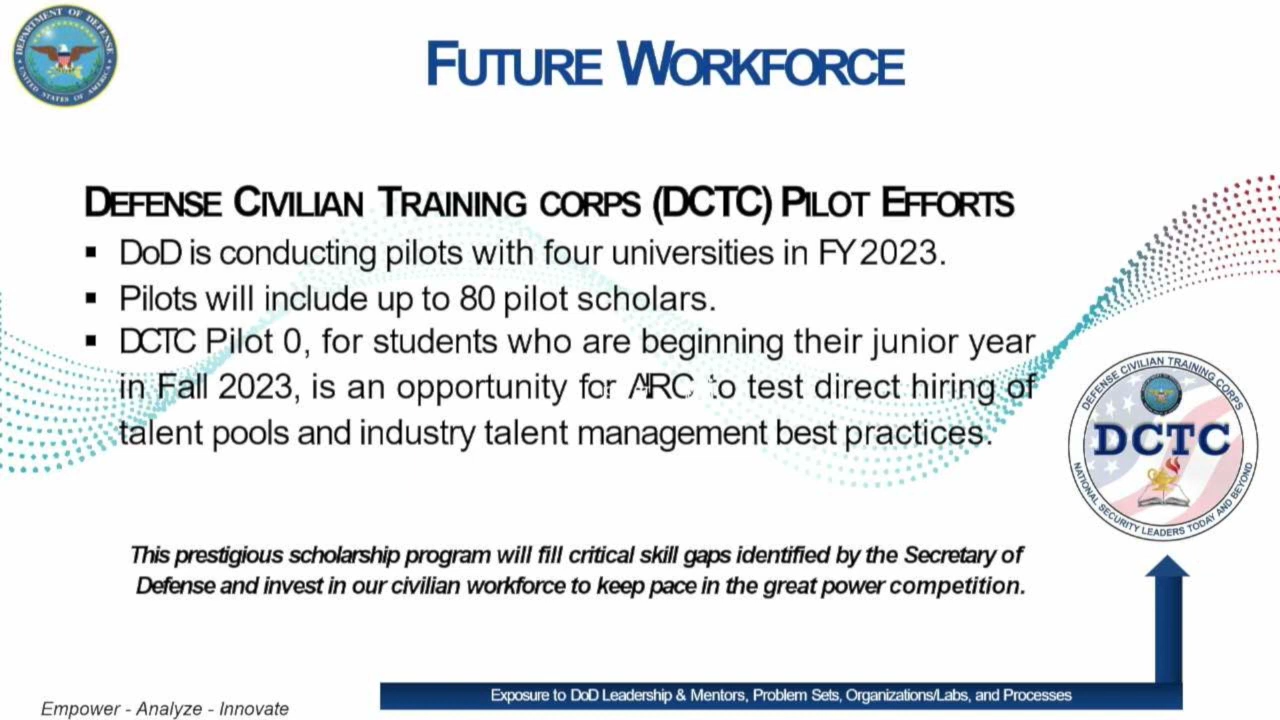 DEPARTMENT OF DEFENSE
UNITED STATES OF AMERICA
FUTURE WORKFORCE
DEFENSE CIVILIAN TRAINING CORPS (DCTC) PILOT EFFORTS
▪ DoD is conducting pilots with four universities in FY2023.
▪ Pilots will include up to 80 pilot scholars.
▪ DCTC Pilot 0, for students who are beginning their junior year
in Fall 2023, is an opportunity for to test direct hiring of
talent pools and industry talent management best practices.
DEFENSE CIVILIAN TRAINING CORPS
DCTC
NATIONAL SECURITY LEADERS TODAY AND BEYOND
This prestigious scholarship program will fill critical skill gaps identified by the Secretary of
Defense and invest in our civilian workforce to keep pace in the great power competition.
Exposure to DoD Leadership & Mentors, Problem Sets, Organizations/Labs, and Processes
Empower - Analyze - Innovate